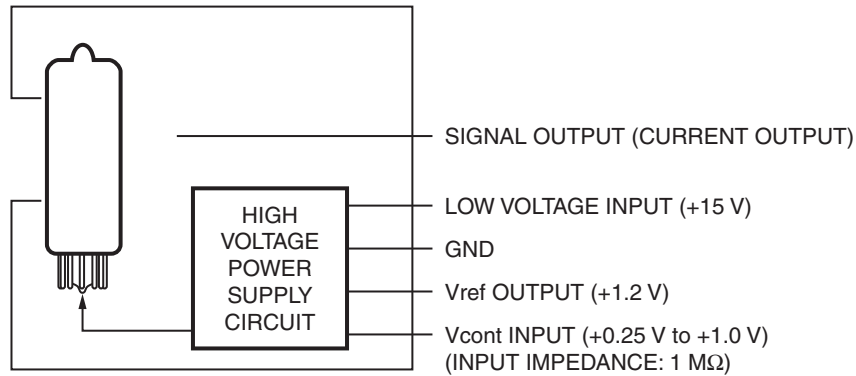 SIGNAL OUTPUT (CURRENT OUTPUT)
HIGH
VOLTAGE
POWER
SUPPLY
CIRCUIT
LOW VOLTAGE INPUT (+15 V)
GND
Vref OUTPUT (+1.2 V)
Vcont INPUT (+0.25 V to +1.0 V)
(INPUT IMPEDANCE: 1 MΩ)